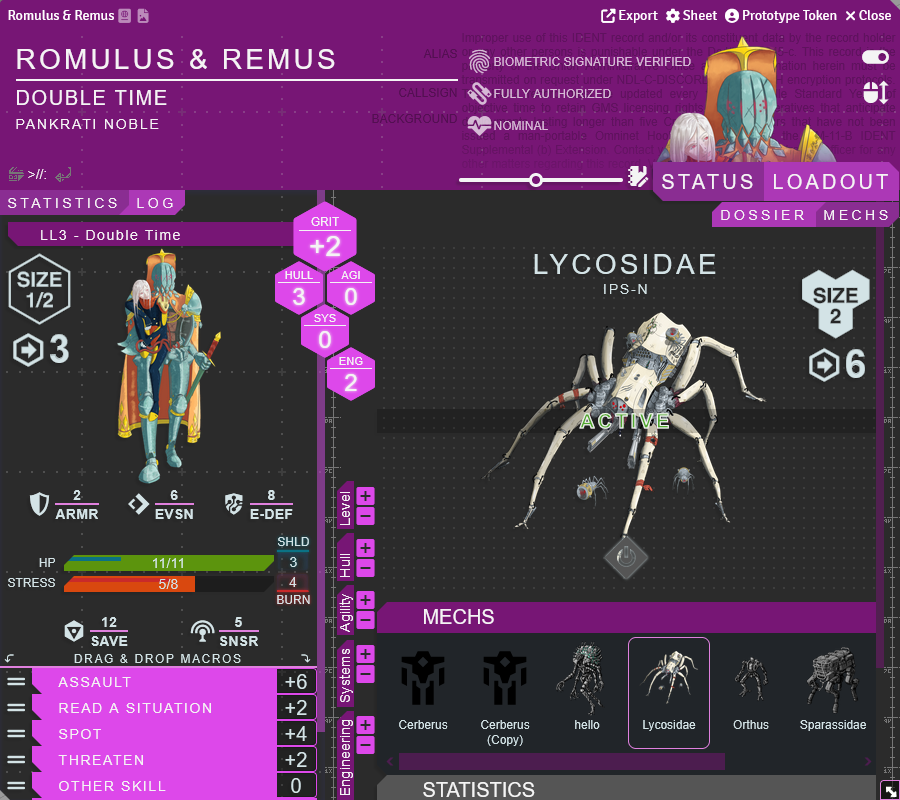 Romulus & Remus
Export Sheet Prototype Token Close
ROMULUS & REMUS
DOUBLE TIME
PANKRATI NOBLE
ALIAS
CALLSIGN
BACKGROUND
BIOMETRIC SIGNATURE VERIFIED
FULLY AUTHORIZED
NOMINAL
>//:
STATUS LOADOUT
STATISTICS LOG
DOSSIER MECHS
LL3 - Double Time
GRIT
+2
HULL
3
AGI
0
SYS
0
ENG
2
SIZE
1/2
3
LYCOSIDAE
IPS-N
SIZE
2
6
ACTIVE
2
ARMR
6
EVSN
8
E-DEF
HP 11/11
SHLD
3
STRESS 5/8
4
BURN
12
SAVE
5
SNSR
DRAG & DROP MACROS
ASSAULT +6
READ A SITUATION +2
SPOT +4
THREATEN +2
OTHER SKILL 0
Level
+
−
Hull
+
−
Agility
+
−
Systems
+
−
Engineering
+
−
MECHS
Cerberus
Cerberus
(Copy)
hello
Lycosidae
Orthus
Sparassidae
STATISTICS